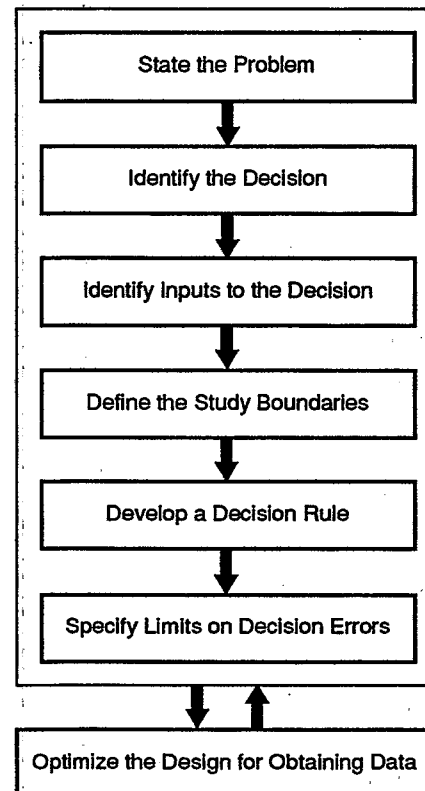 State the Problem
Identify the Decision
Identify Inputs to the Decision
Define the Study Boundaries
Develop a Decision Rule
Specify Limits on Decision Errors
Optimize the Design for Obtaining Data